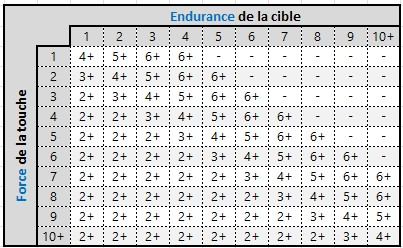 Endurance de la cible
1 2 3 4 5 6 7 8 9 10+
Force de la touche
1 4+ 5+ 6+ 6+ - - - - - -
2 3+ 4+ 5+ 6+ 6+ - - - - -
3 2+ 3+ 4+ 5+ 6+ 6+ - - - -
4 2+ 2+ 3+ 4+ 5+ 6+ 6+ - - -
5 2+ 2+ 2+ 3+ 4+ 5+ 6+ 6+ - -
6 2+ 2+ 2+ 2+ 3+ 4+ 5+ 6+ 6+ -
7 2+ 2+ 2+ 2+ 2+ 3+ 4+ 5+ 6+ 6+
8 2+ 2+ 2+ 2+ 2+ 2+ 3+ 4+ 5+ 6+
9 2+ 2+ 2+ 2+ 2+ 2+ 2+ 3+ 4+ 5+
10+ 2+ 2+ 2+ 2+ 2+ 2+ 2+ 2+ 3+ 4+